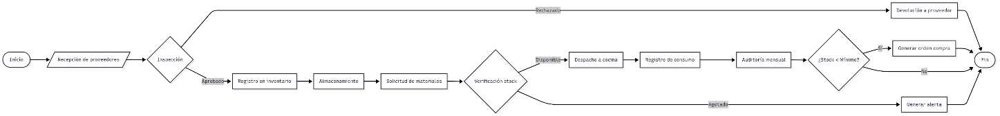 Inicio
Recepción de proveedores
Inspección
Rechazado
Devolución a proveedor
Aprobado
Registro en inventario
Almacenamiento
Solicitud de materiales
Verificación stock
Disponible
Despacho a cocina
Registro de consumo
Auditoría mensual
¿Stock < Mínimo?
Sí
Generar orden compra
No
Agotado
Generar alerta
Fin